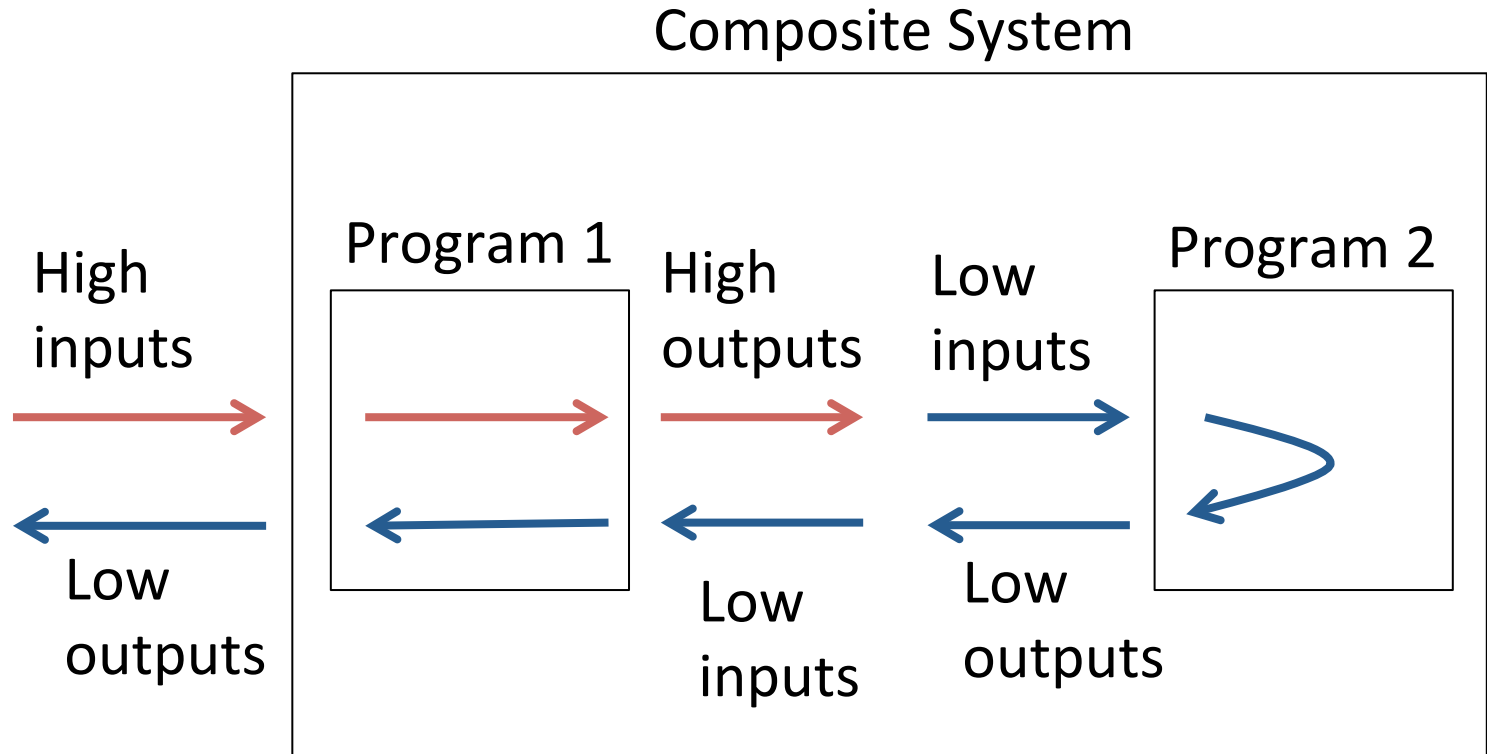 Composite System
High
inputs
Program 1
High
outputs
Low
inputs
Program 2
Low
outputs
Low
inputs
Low
outputs